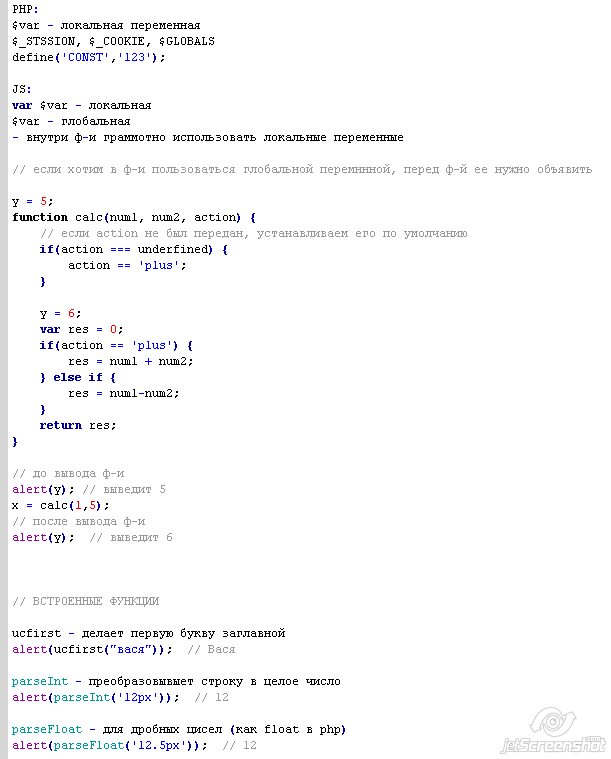 PHP:
$var - локальная переменная
$_STSSION, $_COOKIE, $GLOBALS
define('CONST','123');
JS:
var $var - локальная
$var - глобальная
- внутри ф-и граммотно использовать локальные переменные
// если хотим в ф-и пользоваться глобальной перемннной, перед ф-й ее нужно объявить
y = 5;
function calc(num1, num2, action) {
// если action не был передан, устанавливаем его по умолчанию
if(action === underfined) {
action == 'plus';
}
y = 6;
var res = 0;
if(action == 'plus') {
res = num1 + num2;
} else if {
res = num1-num2;
}
return res;
}
// до вывода ф-и
alert(y); // выведит 5
x = calc(1,5);
// после вывода ф-и
alert(y);  // выведит 6
// ВСТРОЕННЫЕ ФУНКЦИИ
ucfirst - делает первую букву заглавной
alert(ucfirst("вася"));  // Вася
parseInt - преобразовывыет строку в целое число
alert(parseInt('12px'));  // 12
parseFloat - для дробных цисел (как float в php)
alert(parseFloat('12.5px'));  // 12
jetScreenshot.com